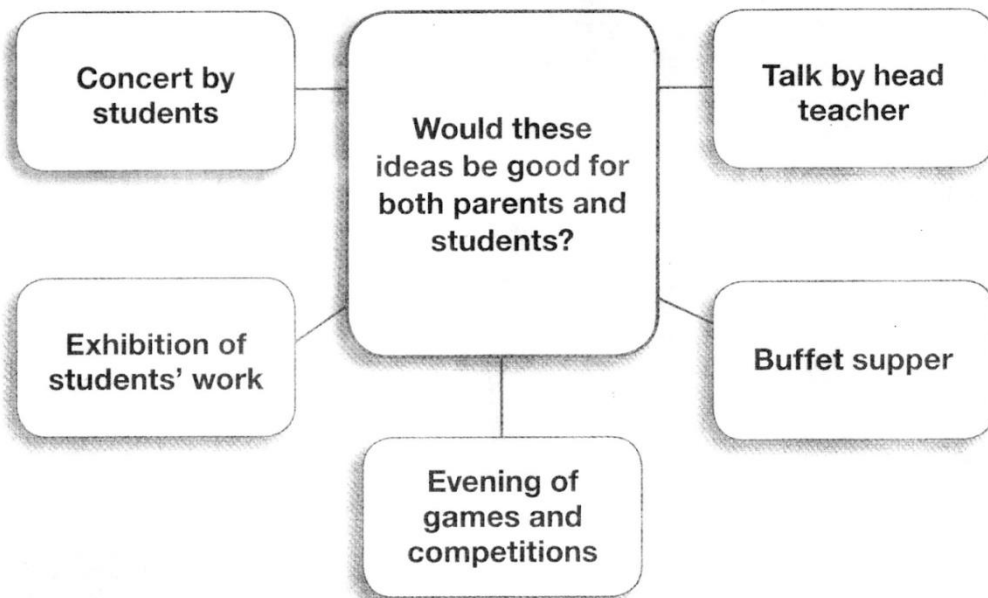 Concert by
students
Would these
ideas be good for
both parents and
students?
Talk by head
teacher
Exhibition of
students' work
Buffet supper
Evening of
games and
competitions